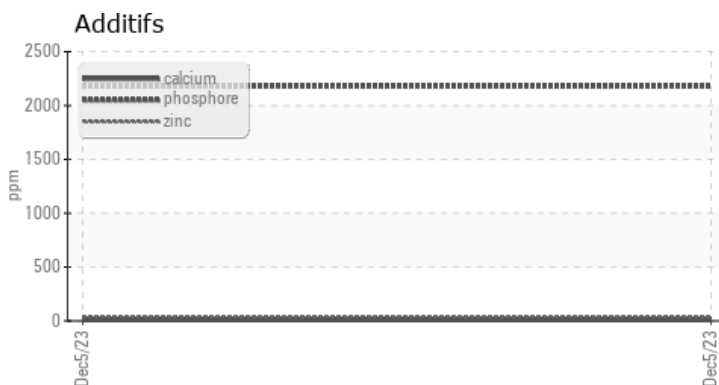 Additifs
2500
2000
1500
1000
500
0
ppm
calcium
phosphore
zinc
Dec5/23
Dec5/23